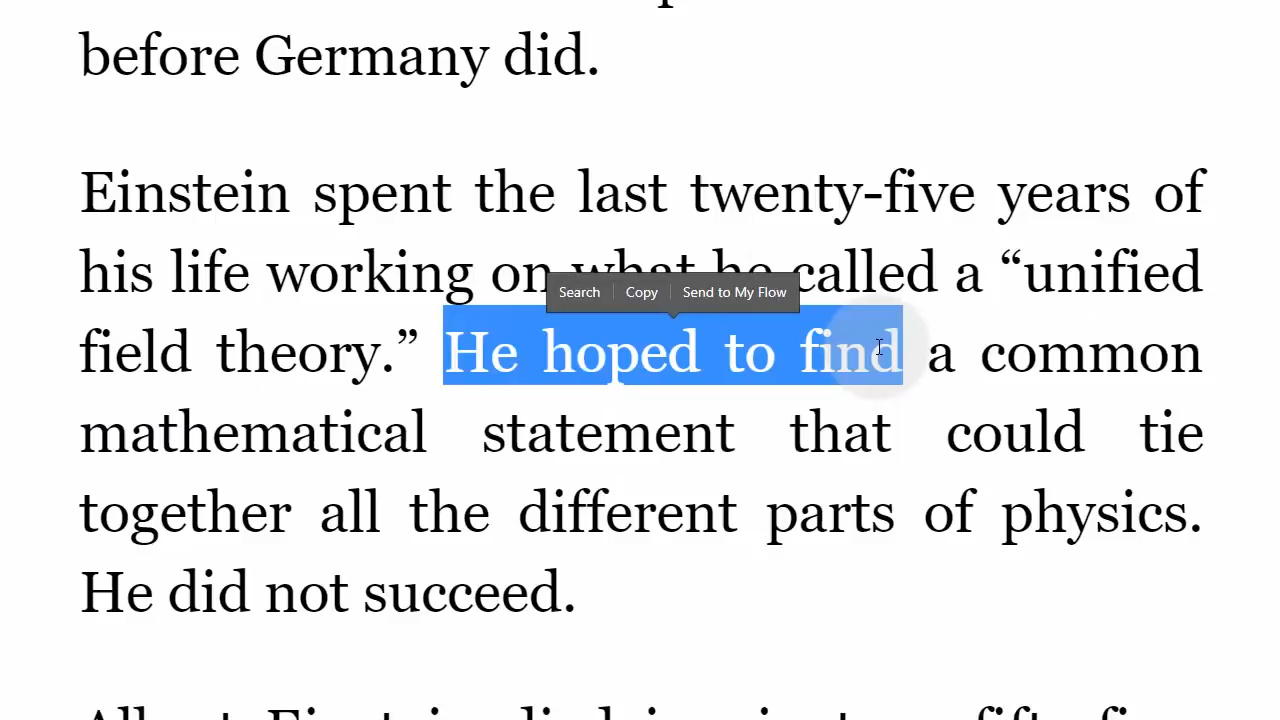 before Germany did.
Einstein spent the last twenty-five years of
his life working on what he called a “unified
Search Copy Send to My Flow
field theory.” He hoped to find a common
mathematical statement that could tie
together all the different parts of physics.
He did not succeed.